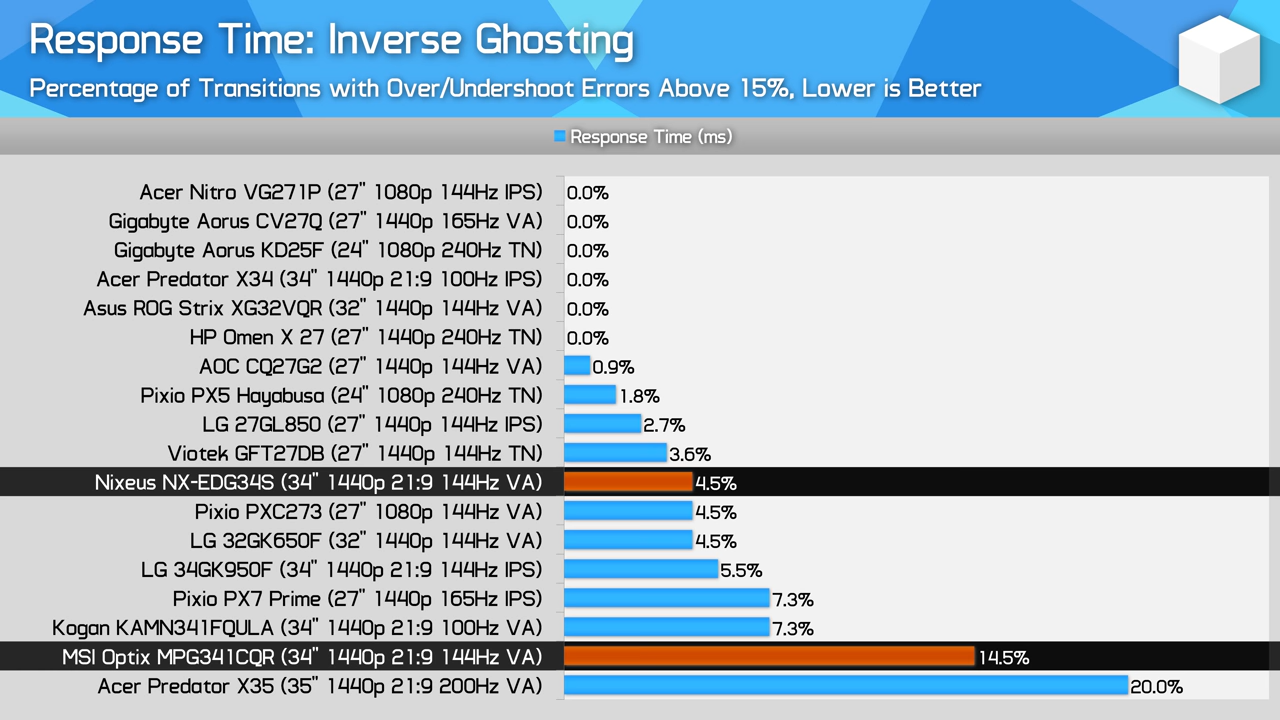 Response Time: Inverse Ghosting
Percentage of Transitions with Over/Undershoot Errors Above 15%, Lower is Better
Response Time (ms)
Acer Nitro VG271P (27" 1080p 144Hz IPS) 0.0%
Gigabyte Aorus CV27Q (27" 1440p 165Hz VA) 0.0%
Gigabyte Aorus KD25F (24" 1080p 240Hz TN) 0.0%
Acer Predator X34 (34" 1440p 21:9 100Hz IPS) 0.0%
Asus ROG Strix XG32VQR (32" 1440p 144Hz VA) 0.0%
HP Omen X 27 (27" 1440p 240Hz TN) 0.0%
AOC CQ27G2 (27" 1440p 144Hz VA) 0.9%
Pixio PX5 Hayabusa (24" 1080p 240Hz TN) 1.8%
LG 27GL850 (27" 1440p 144Hz IPS) 2.7%
Viotek GFT27DB (27" 1440p 144Hz TN) 3.6%
Nixeus NX-EDG34S (34" 1440p 21:9 144Hz VA) 4.5%
Pixio PXC273 (27" 1080p 144Hz VA) 4.5%
LG 32GK650F (32" 1440p 144Hz VA) 4.5%
LG 34GK950F (34" 1440p 21:9 144Hz IPS) 5.5%
Pixio PX7 Prime (27" 1440p 165Hz IPS) 7.3%
Kogan KAMN341FQULA (34" 1440p 21:9 100Hz VA) 7.3%
MSI Optix MPG341CQR (34" 1440p 21:9 144Hz VA) 14.5%
Acer Predator X35 (35" 1440p 21:9 200Hz VA) 20.0%